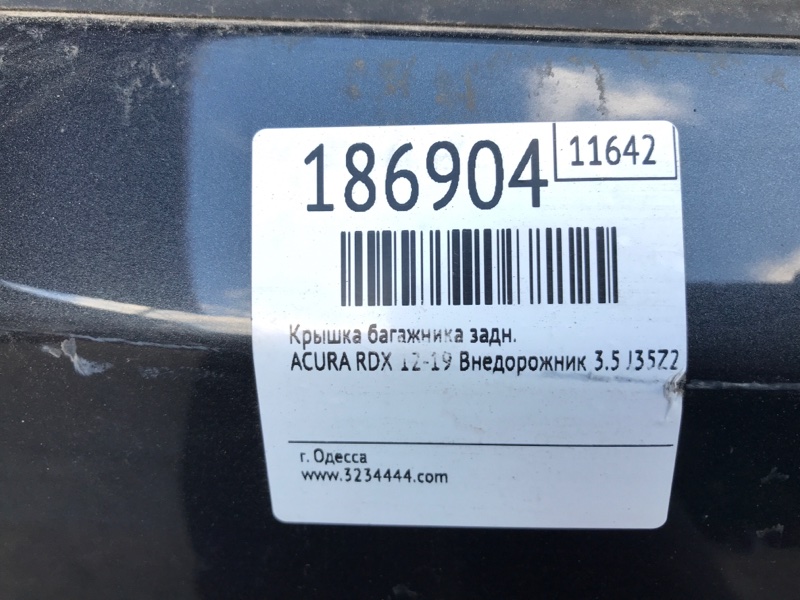 186904
11642
Крышка багажника задн.
ACURA RDX 12-19 Внедорожник 3.5 J35Z2
г. Одесса
www.3234444.com